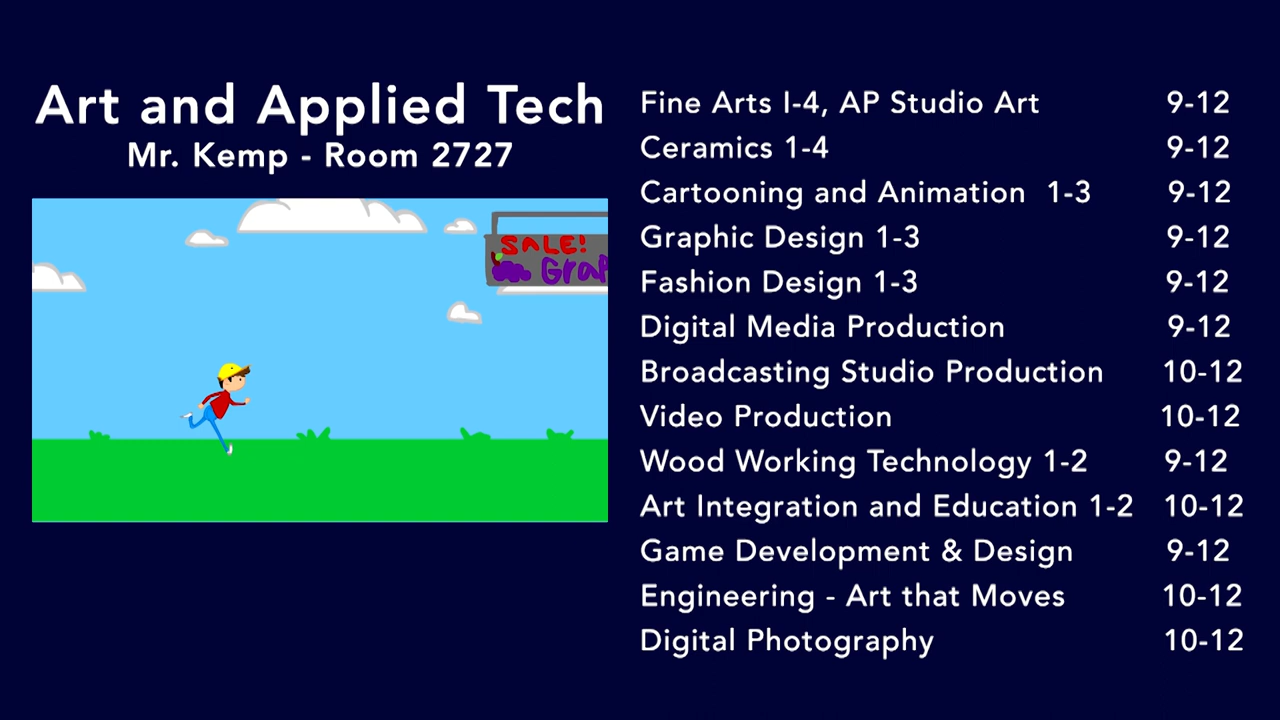 Art and Applied Tech
Mr. Kemp - Room 2727
SALE!
Fine Arts I-4, AP Studio Art 9-12
Ceramics 1-4 9-12
Cartooning and Animation 1-3 9-12
Graphic Design 1-3 9-12
Fashion Design 1-3 9-12
Digital Media Production 9-12
Broadcasting Studio Production 10-12
Video Production 10-12
Wood Working Technology 1-2 9-12
Art Integration and Education 1-2 10-12
Game Development & Design 9-12
Engineering - Art that Moves 10-12
Digital Photography 10-12